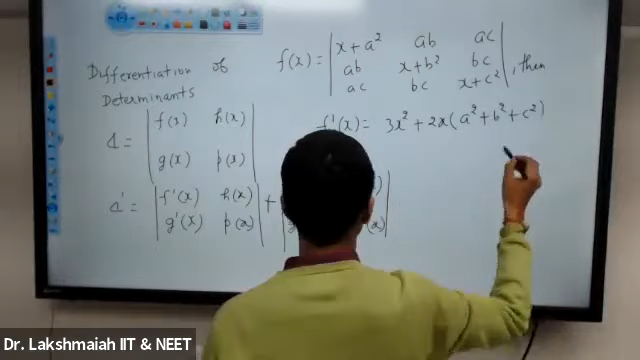 Differentiation of
Determinants
Δ = | f(x) h(x) |
| g(x) p(x) |
Δ' = | f'(x) h(x) | + 
| g'(x) p(x) |
f(x) = | x + a² ab ac |
| ab x + b² bc | , then
| ac bc x + c² |
f'(x) = 3x² + 2x(a² + b² + c²)
Dr. Lakshmaiah IIT & NEET